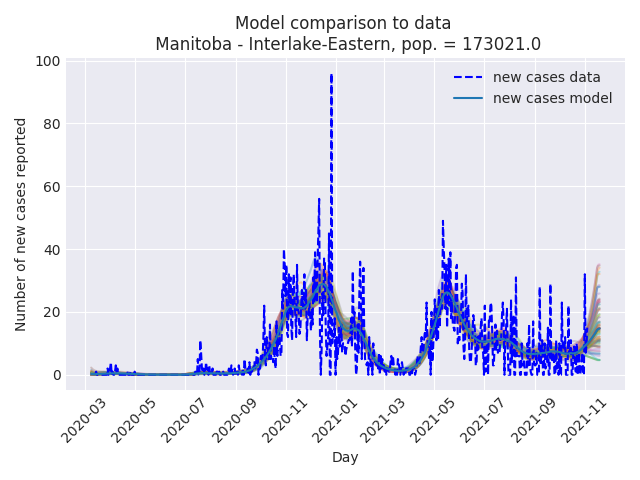 Model comparison to data
Manitoba - Interlake-Eastern, pop. = 173021.0
new cases data
new cases model
Number of new cases reported
100
80
60
40
20
0
2020-03
2020-05
2020-07
2020-09
2020-11
2021-01
2021-03
2021-05
2021-07
2021-09
2021-11
Day